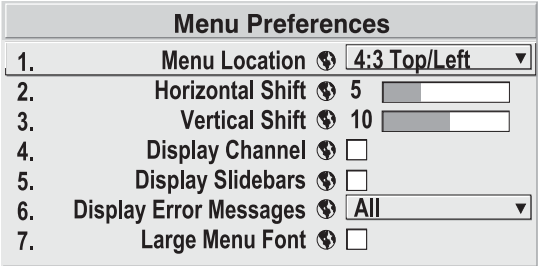 Menu Preferences
1. Menu Location 4:3 Top/Left
2. Horizontal Shift 5
3. Vertical Shift 10
4. Display Channel
5. Display Slidebars
6. Display Error Messages All
7. Large Menu Font